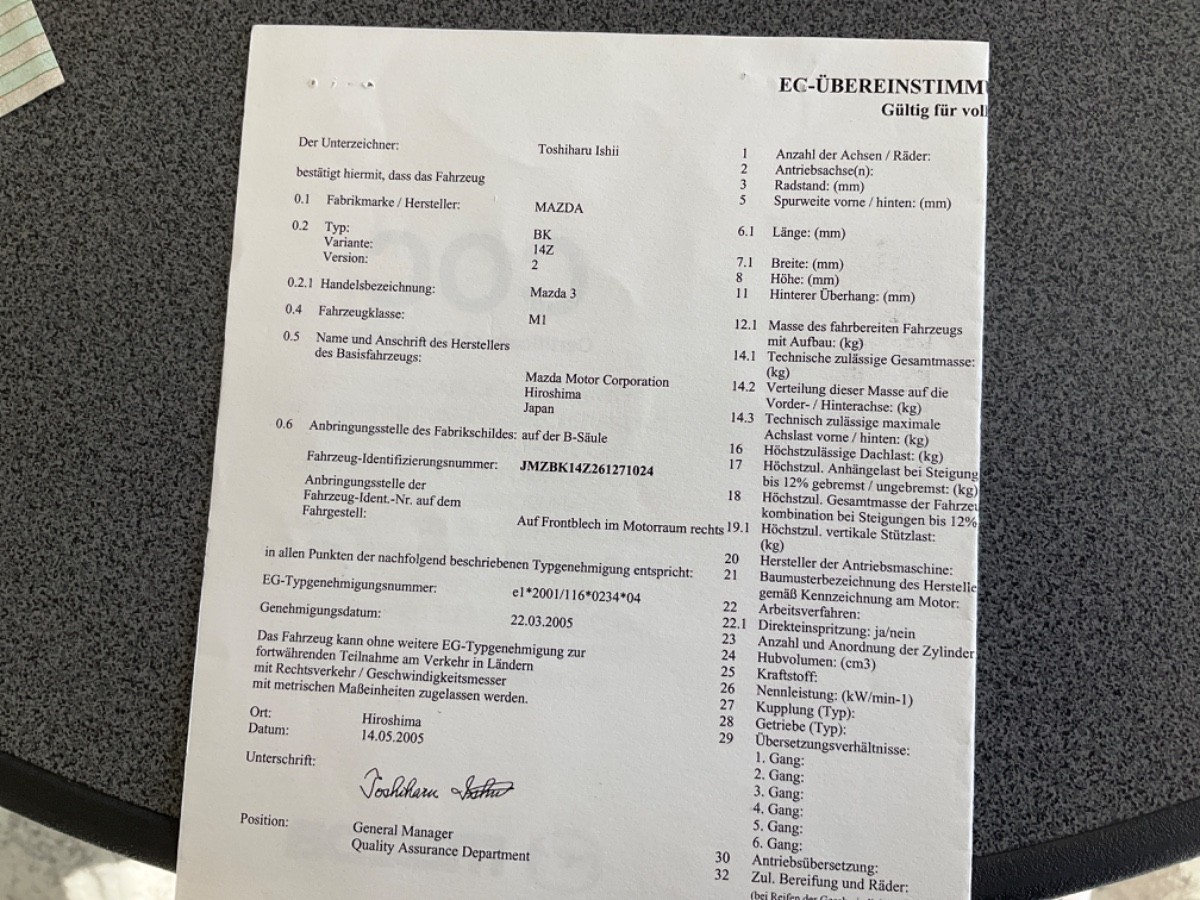 EC-ÜBEREINSTIMM
Gültig für voll
Der Unterzeichner: Toshiharu Ishii
bestätigt hiermit, dass das Fahrzeug
0.1 Fabrikmarke / Hersteller: MAZDA
0.2 Typ: BK
Variante: 14Z
Version: 2
0.2.1 Handelsbezeichnung: Mazda 3
0.4 Fahrzeugklasse: M1
0.5 Name und Anschrift des Herstellers
des Basisfahrzeugs:
Mazda Motor Corporation
Hiroshima
Japan
0.6 Anbringungsstelle des Fabrikschildes: auf der B-Säule
Fahrzeug-Identifizierungsnummer: JMZBK14Z261271024
Anbringungsstelle der
Fahrzeug-Ident.-Nr. auf dem
Fahrgestell:
Auf Frontblech im Motorraum rechts
in allen Punkten der nachfolgend beschriebenen Typgenehmigung entspricht:
EG-Typgenehmigungsnummer: e1*2001/116*0234*04
Genehmigungsdatum: 22.03.2005
Das Fahrzeug kann ohne weitere EG-Typgenehmigung zur
fortwährenden Teilnahme am Verkehr in Ländern
mit Rechtsverkehr / Geschwindigkeitsmesser
mit metrischen Maßeinheiten zugelassen werden.
Ort: Hiroshima
Datum: 14.05.2005
Unterschrift:
Toshiharu Ishii
Position: General Manager
Quality Assurance Department
1 Anzahl der Achsen / Räder:
2 Antriebsachse(n):
3 Radstand: (mm)
5 Spurweite vorne / hinten: (mm)
6.1 Länge: (mm)
7.1 Breite: (mm)
8 Höhe: (mm)
11 Hinterer Überhang: (mm)
12.1 Masse des fahrbereiten Fahrzeugs
mit Aufbau: (kg)
14.1 Technische zulässige Gesamtmasse:
(kg)
14.2 Verteilung dieser Masse auf die
Vorder- / Hinterachse: (kg)
14.3 Technisch zulässige maximale
Achslast vorne / hinten: (kg)
16 Höchstzulässige Dachlast: (kg)
17 Höchstzul. Anhängelast bei Steigung
bis 12% gebremst / ungebremst: (kg)
18 Höchstzul. Gesamtmasse der Fahrzeu
kombination bei Steigungen bis 12%
19.1 Höchstzul. vertikale Stützlast:
(kg)
20 Hersteller der Antriebsmaschine:
21 Baumusterbezeichnung des Herstelle
gemäß Kennzeichnung am Motor:
22 Arbeitsverfahren:
22.1 Direkteinspritzung: ja/nein
23 Anzahl und Anordnung der Zylinder
24 Hubvolumen: (cm3)
25 Kraftstoff:
26 Nennleistung: (kW/min-1)
27 Kupplung (Typ):
28 Getriebe (Typ):
29 Übersetzungsverhältnisse:
1. Gang:
2. Gang:
3. Gang:
4. Gang:
5. Gang:
6. Gang:
30 Antriebsübersetzung:
32 Zul. Bereifung und Räder: